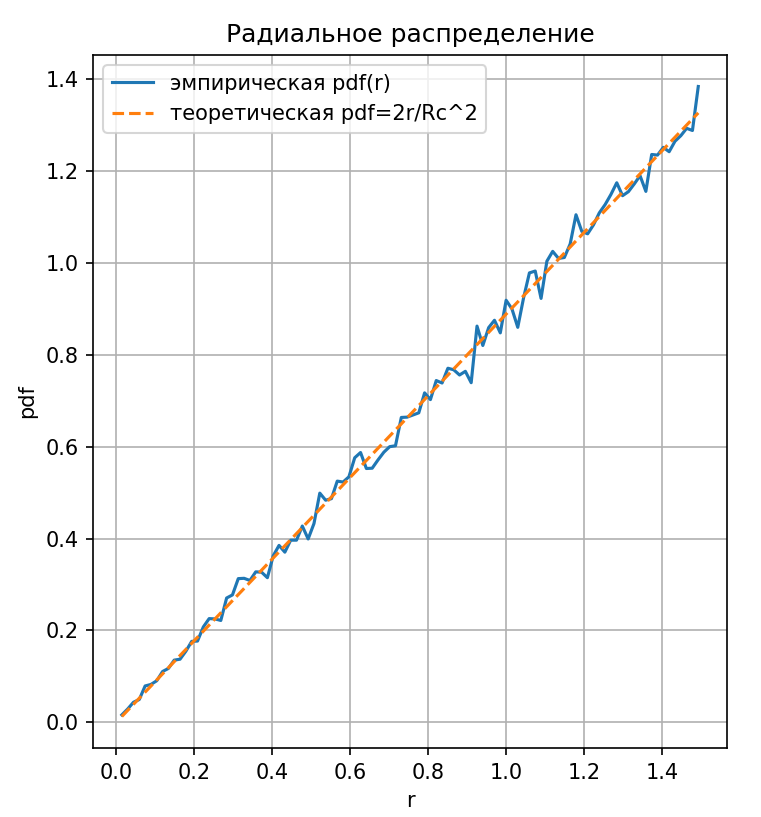 Радиальное распределение
эмпирическая pdf(r)
теоретическая pdf=2r/Rc^2
1.4
1.2
1.0
0.8
0.6
0.4
0.2
0.0
pdf
0.0 0.2 0.4 0.6 0.8 1.0 1.2 1.4
r